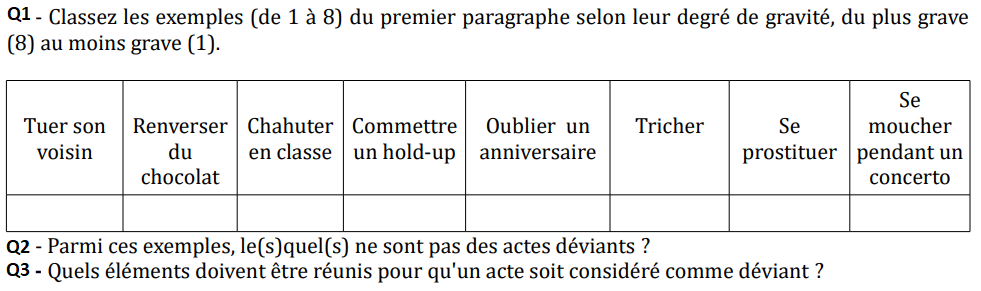 Q1 - Classez les exemples (de 1 à 8) du premier paragraphe selon leur degré de gravité, du plus grave
(8) au moins grave (1).
Tuer son
voisin
Renverser
du
chocolat
Chahuter
en classe
Commettre
un hold-up
Oublier un
anniversaire
Tricher
Se
prostituer
Se
moucher
pendant un
concerto
Q2 - Parmi ces exemples, le(s)quel(s) ne sont pas des actes déviants ?
Q3 - Quels éléments doivent être réunis pour qu'un acte soit considéré comme déviant ?